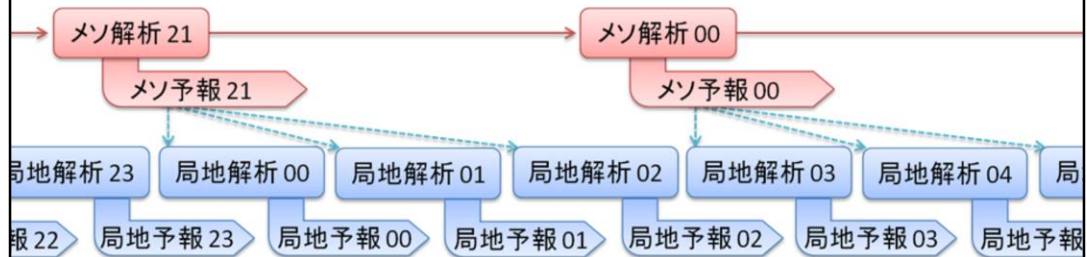 メソ解析 21
メソ解析 00
メソ予報 21
メソ予報 00
局地解析 23
局地解析 00
局地解析 01
局地解析 02
局地解析 03
局地解析 04
局
報 22
局地予報 23
局地予報 00
局地予報 01
局地予報 02
局地予報 03
局地予報